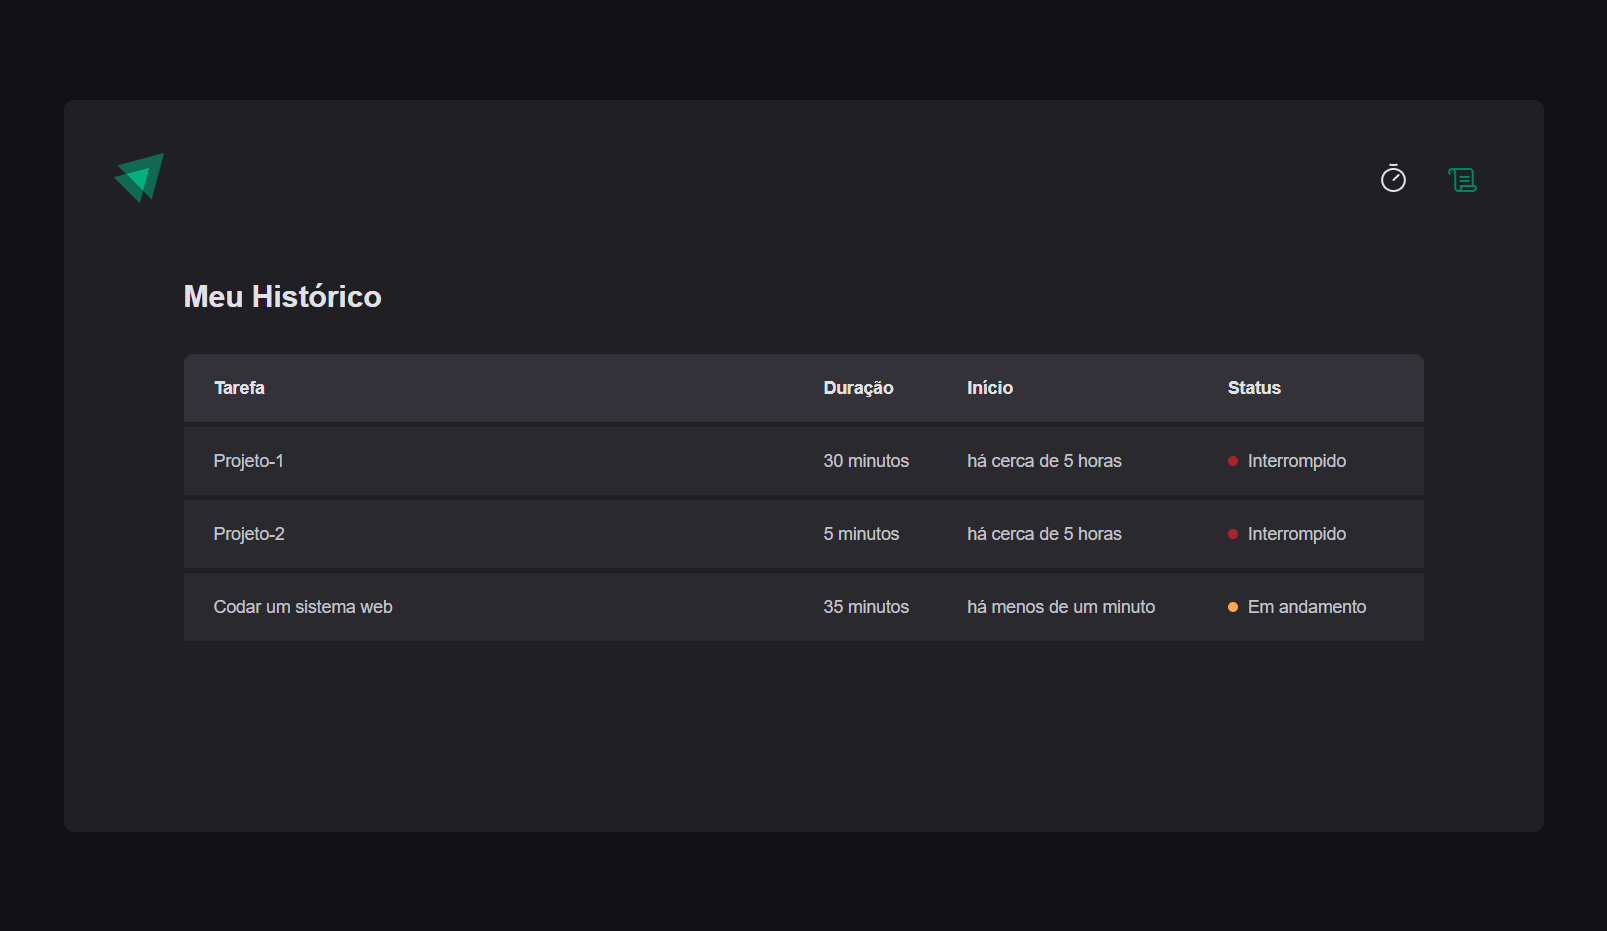 Meu Histórico
Tarefa Duração Início Status
Projeto-1 30 minutos há cerca de 5 horas Interrompido
Projeto-2 5 minutos há cerca de 5 horas Interrompido
Codar um sistema web 35 minutos há menos de um minuto Em andamento